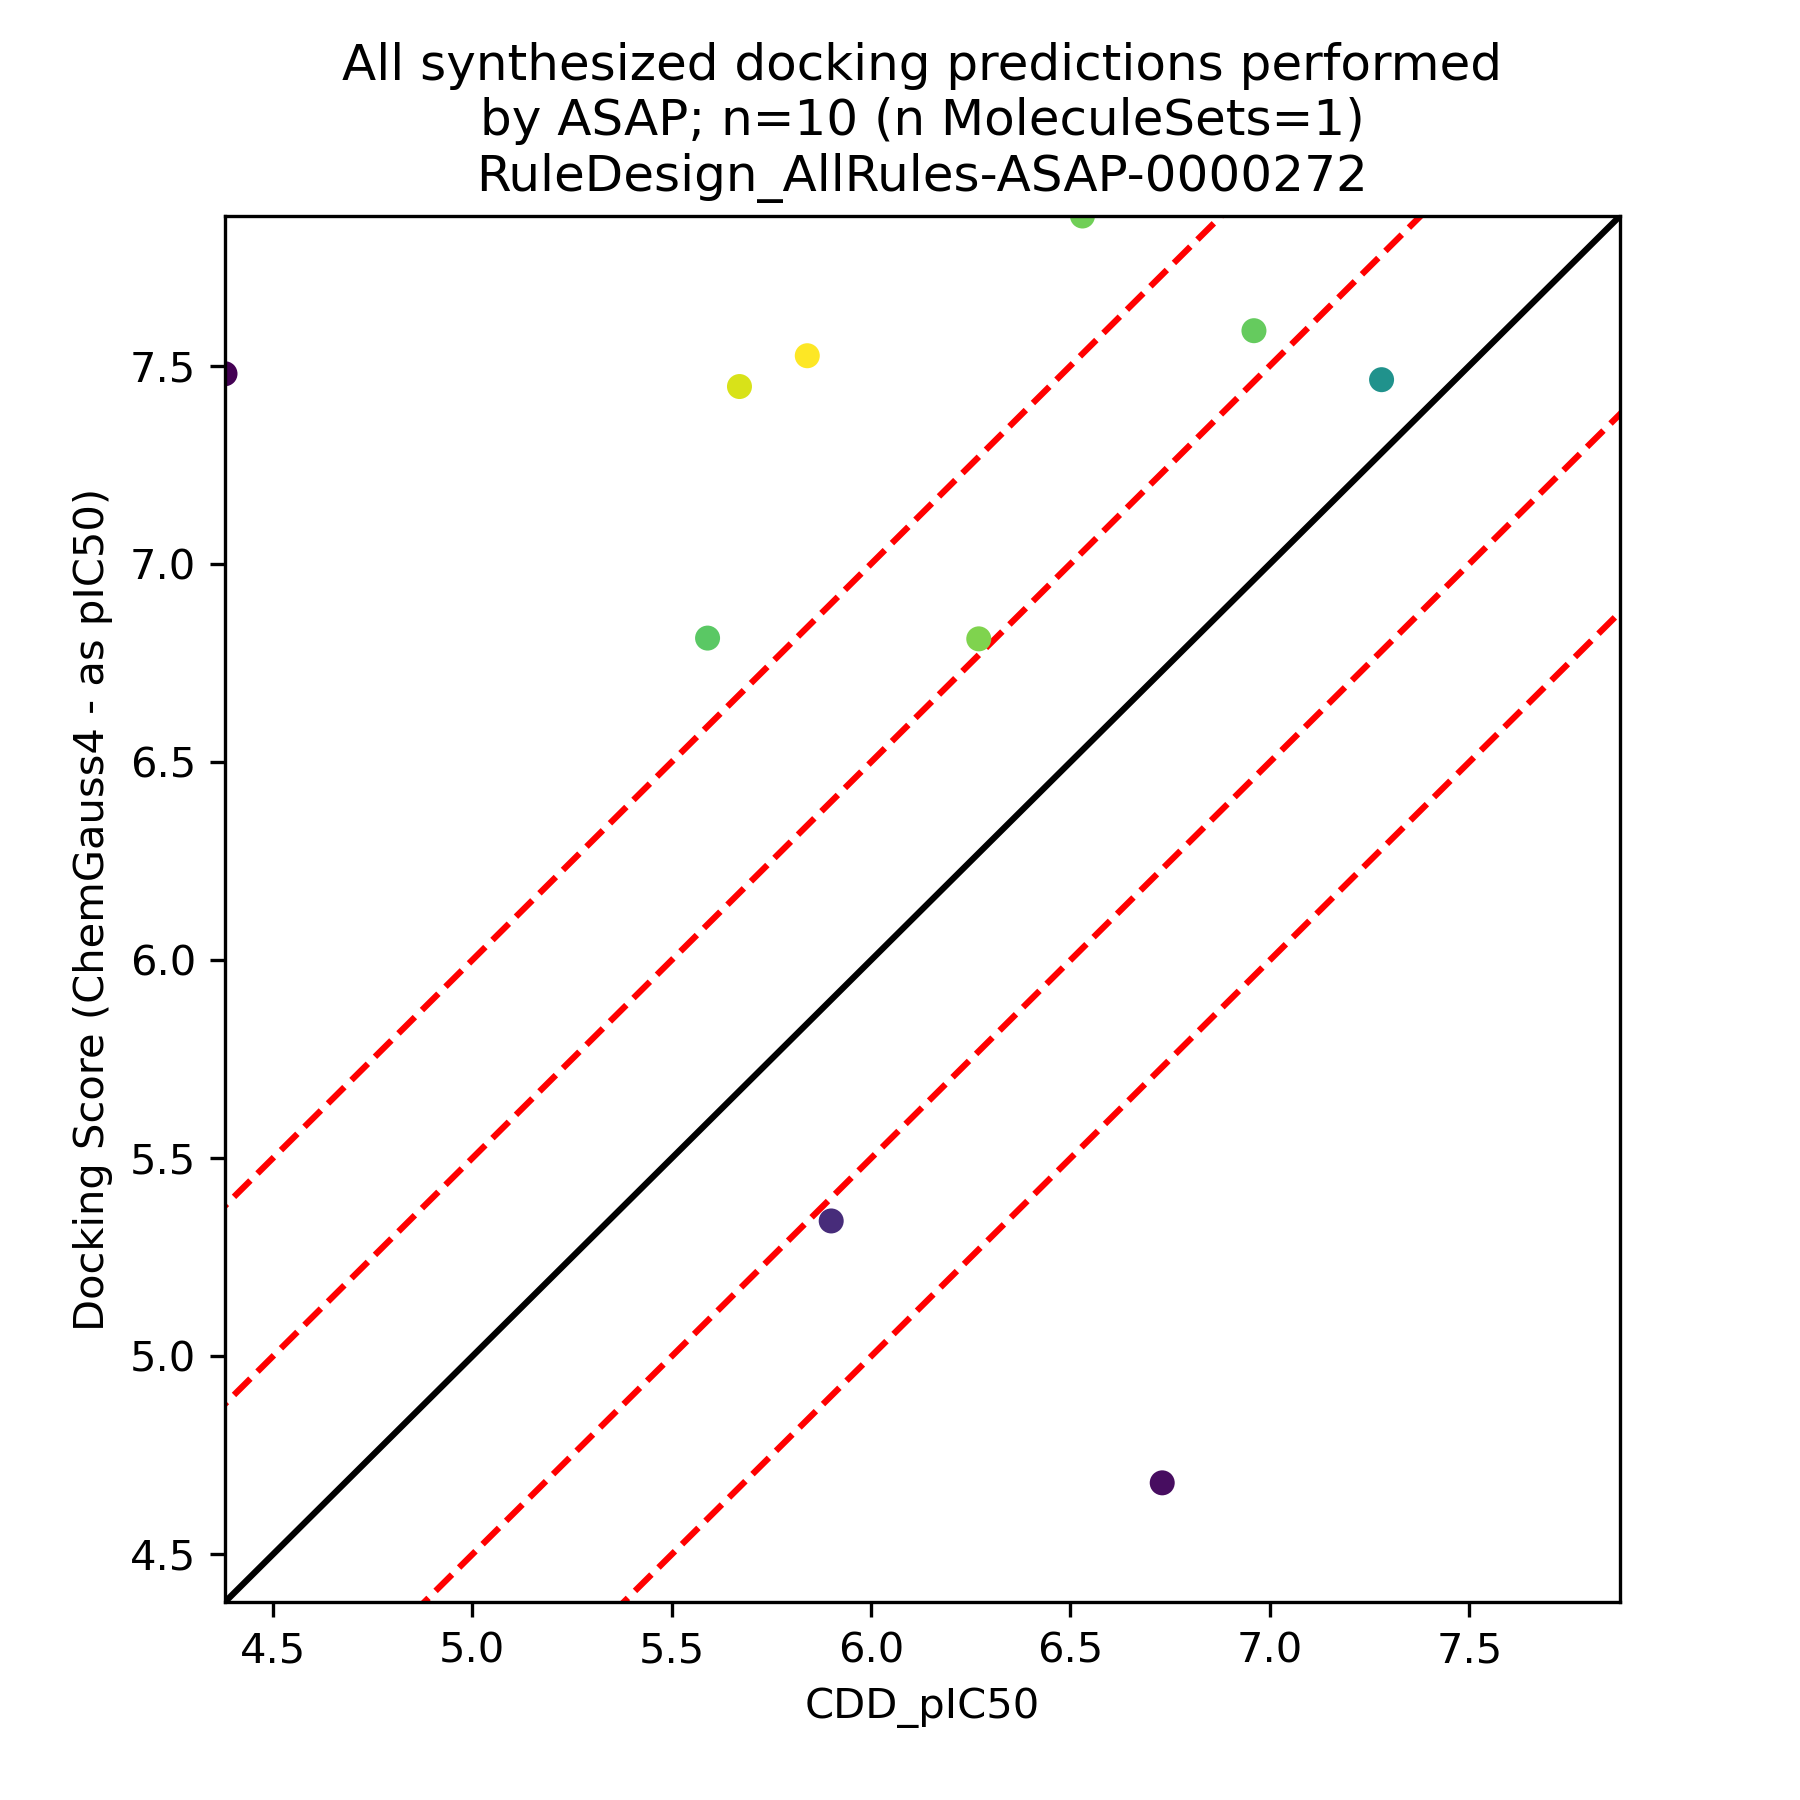 All synthesized docking predictions performed
by ASAP; n=10 (n MoleculeSets=1)
RuleDesign_AllRules-ASAP-0000272
Docking Score (ChemGauss4 - as pIC50)
7.5
7.0
6.5
6.0
5.5
5.0
4.5
4.5 5.0 5.5 6.0 6.5 7.0 7.5
CDD_pIC50